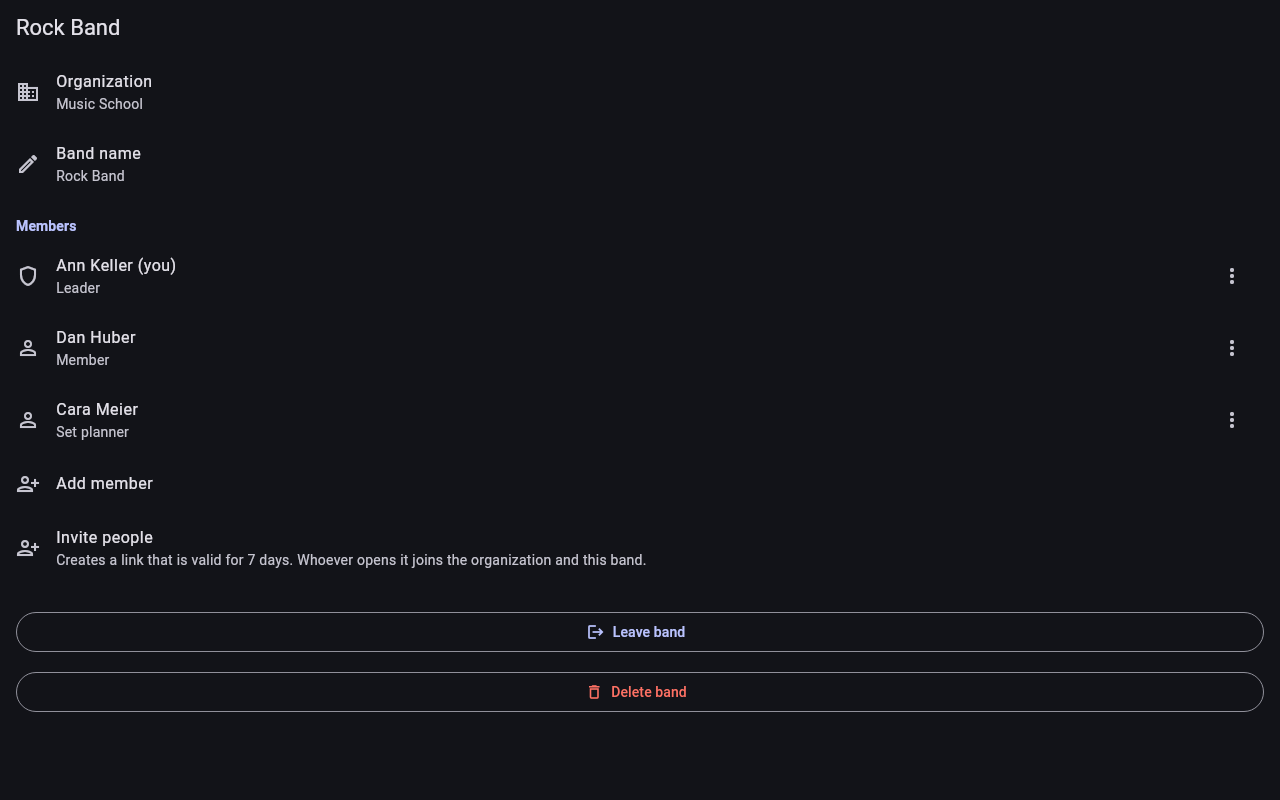 Rock Band
Organization
Music School
Band name
Rock Band
Members
Ann Keller (you)
Leader
Dan Huber
Member
Cara Meier
Set planner
Add member
Invite people
Creates a link that is valid for 7 days. Whoever opens it joins the organization and this band.
Leave band
Delete band